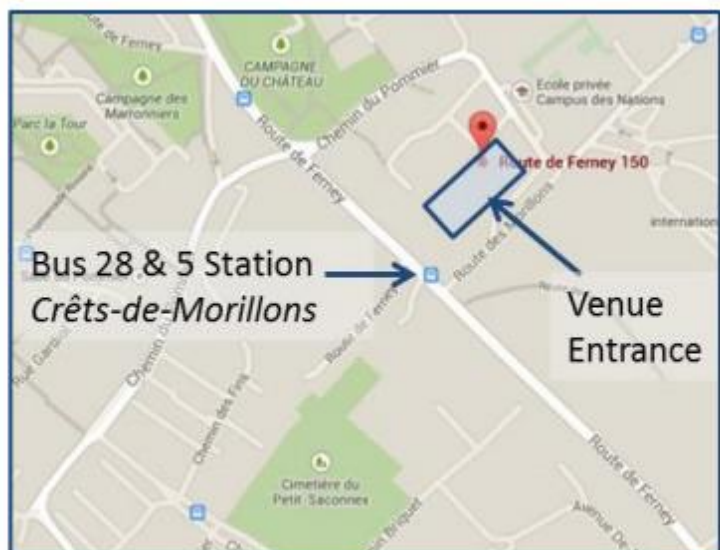 Route de Ferney
CAMPAGNE
DU CHÂTEAU
Campagne des
Marronniers
Parc la Tour
Chemin du Pommier
Route de Ferney
Ecole privée
Campus des Nations
Route de Ferney 150
Route des Morillons
international
Bus 28 & 5 Station
Crêts-de-Morillons
Venue
Entrance
Route de Ferney
Chemin des Fins
Cimetière du
Petit-Saconnex
Route de Ferney